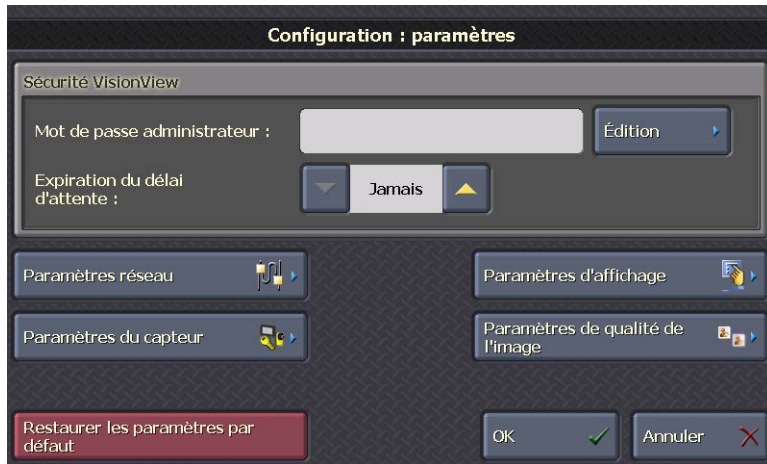 Configuration : paramètres
Sécurité VisionView
Mot de passe administrateur :
Édition
Expiration du délai
d'attente :
Jamais
Paramètres réseau
Paramètres d'affichage
Paramètres du capteur
Paramètres de qualité de
l'image
Restaurer les paramètres par
défaut
OK
Annuler